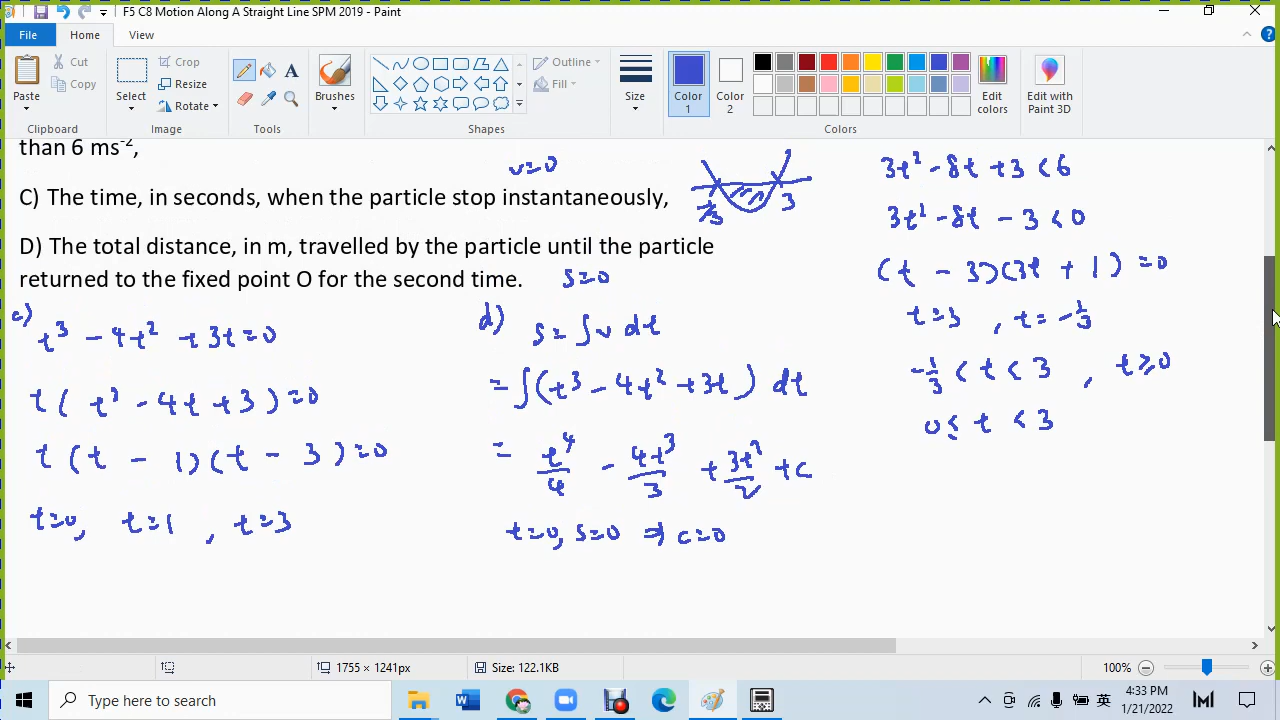 F5 C8 Motion Along A Straight Line SPM 2019 - Paint
File Home View
Paste Cut Copy Clipboard
Select Crop Resize Rotate Image
Tools
Brushes
Outline Fill Shapes
Size
Color 1 Color 2 Edit colors Colors
Edit with Paint 3D
than 6 ms⁻²,
v=0
C) The time, in seconds, when the particle stop instantaneously,
-1/3 3
D) The total distance, in m, travelled by the particle until the particle
returned to the fixed point O for the second time.
s=0
c)
t³ - 4t² + 3t = 0
t(t² - 4t + 3) = 0
t(t - 1)(t - 3) = 0
t=0, t=1, t=3
d) s = ∫ v dt
= ∫(t³ - 4t² + 3t) dt
= t⁴/4 - 4t³/3 + 3t²/2 + c
t=0, s=0 ⇒ c=0
3t² - 8t + 3 < 6
3t² - 8t - 3 < 0
(t - 3)(3t + 1) = 0
t=3, t = -1/3
-1/3 < t < 3, t ≥ 0
0 ≤ t < 3
1755 × 1241px Size: 122.1KB 100%
Type here to search
英 4:33 PM
1/21/2022